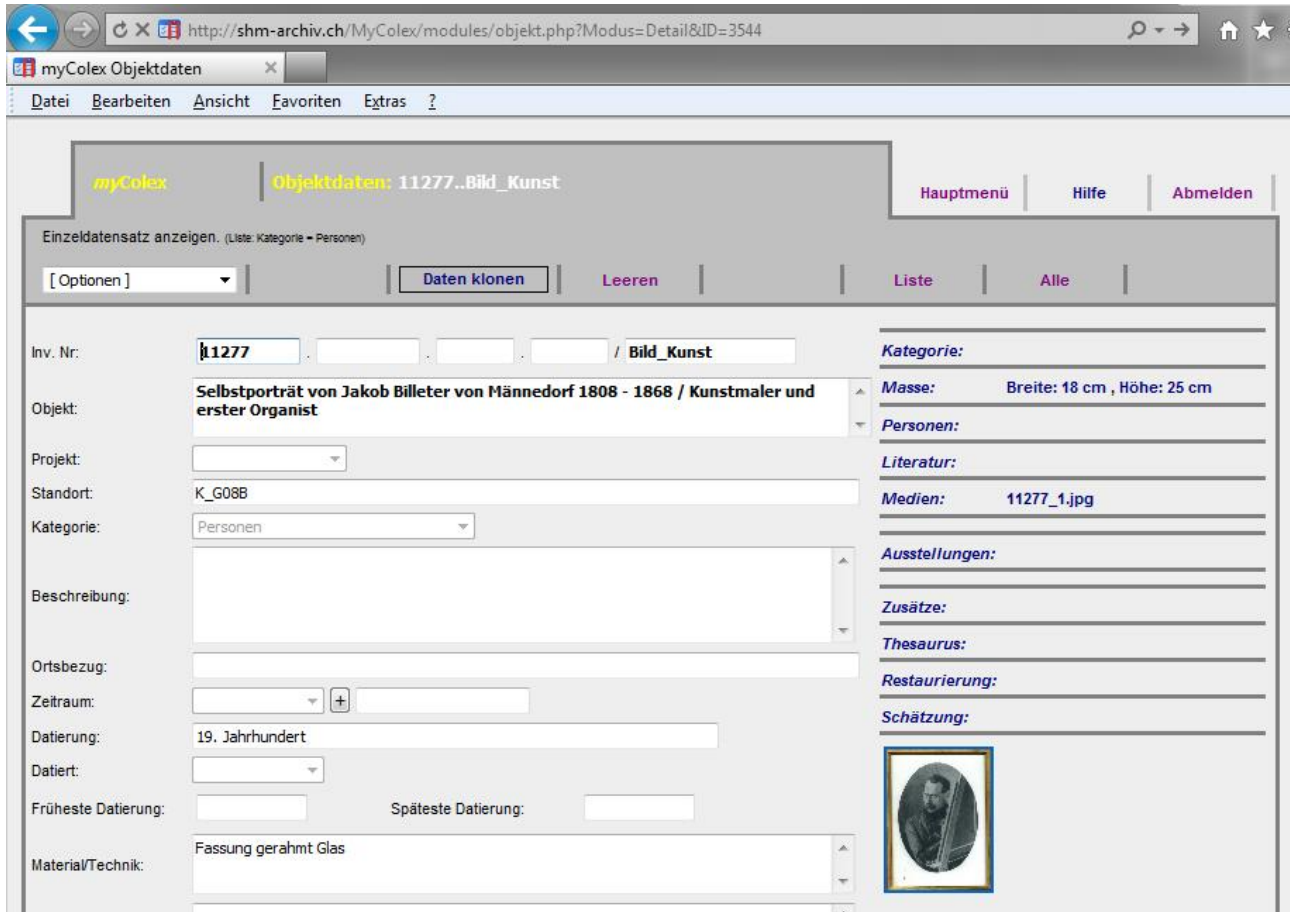 http://shm-archiv.ch/MyColex/modules/objekt.php?Modus=Detail&ID=3544
myColex Objektdaten
Datei Bearbeiten Ansicht Favoriten Extras ?
myColex Objektdaten: 11277..Bild_Kunst
Hauptmenü Hilfe Abmelden
Einzeldatensatz anzeigen. (Liste: Kategorie = Personen)
[ Optionen ] Daten klonen Leeren Liste Alle
Inv. Nr: 11277 . . . / Bild_Kunst
Objekt: Selbstporträt von Jakob Billeter von Männedorf 1808 - 1868 / Kunstmaler und
erster Organist
Projekt:
Standort: K_G08B
Kategorie: Personen
Beschreibung:
Ortsbezug:
Zeitraum: +
Datierung: 19. Jahrhundert
Datiert:
Früheste Datierung: Späteste Datierung:
Material/Technik: Fassung gerahmt Glas
Kategorie:
Masse: Breite: 18 cm , Höhe: 25 cm
Personen:
Literatur:
Medien: 11277_1.jpg
Ausstellungen:
Zusätze:
Thesaurus:
Restaurierung:
Schätzung: